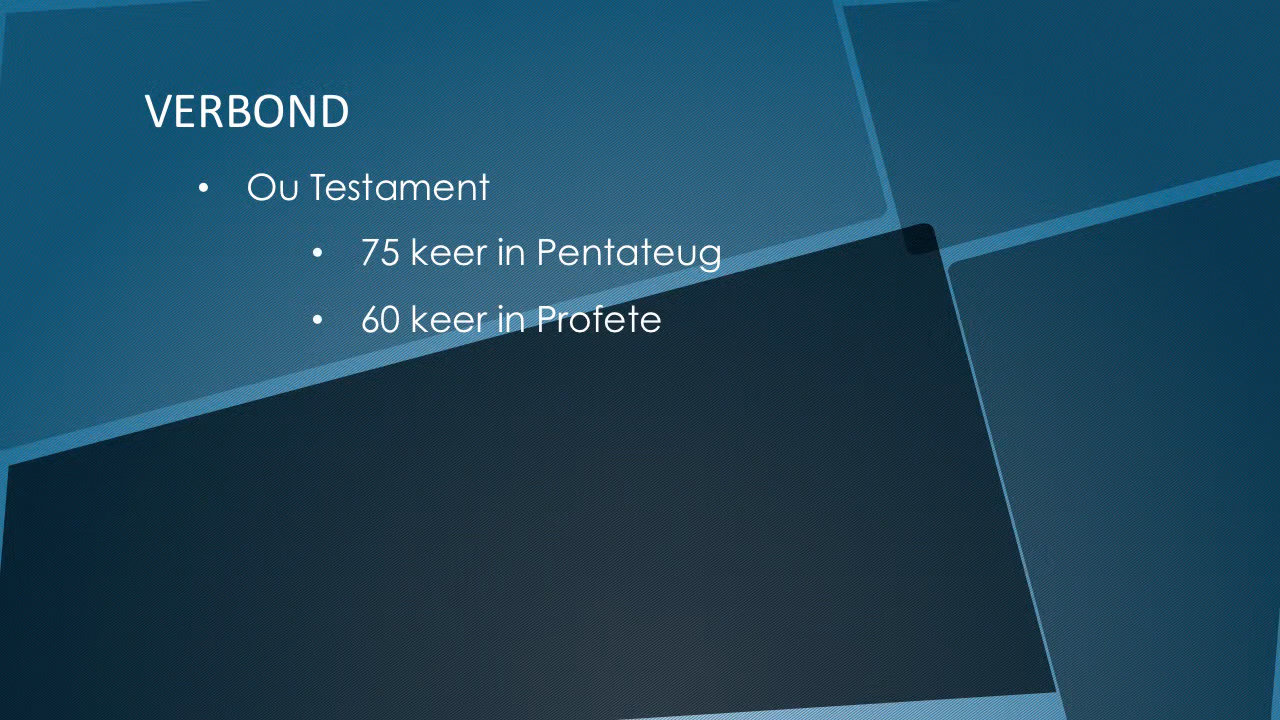 VERBOND
• Ou Testament
• 75 keer in Pentateug
• 60 keer in Profete